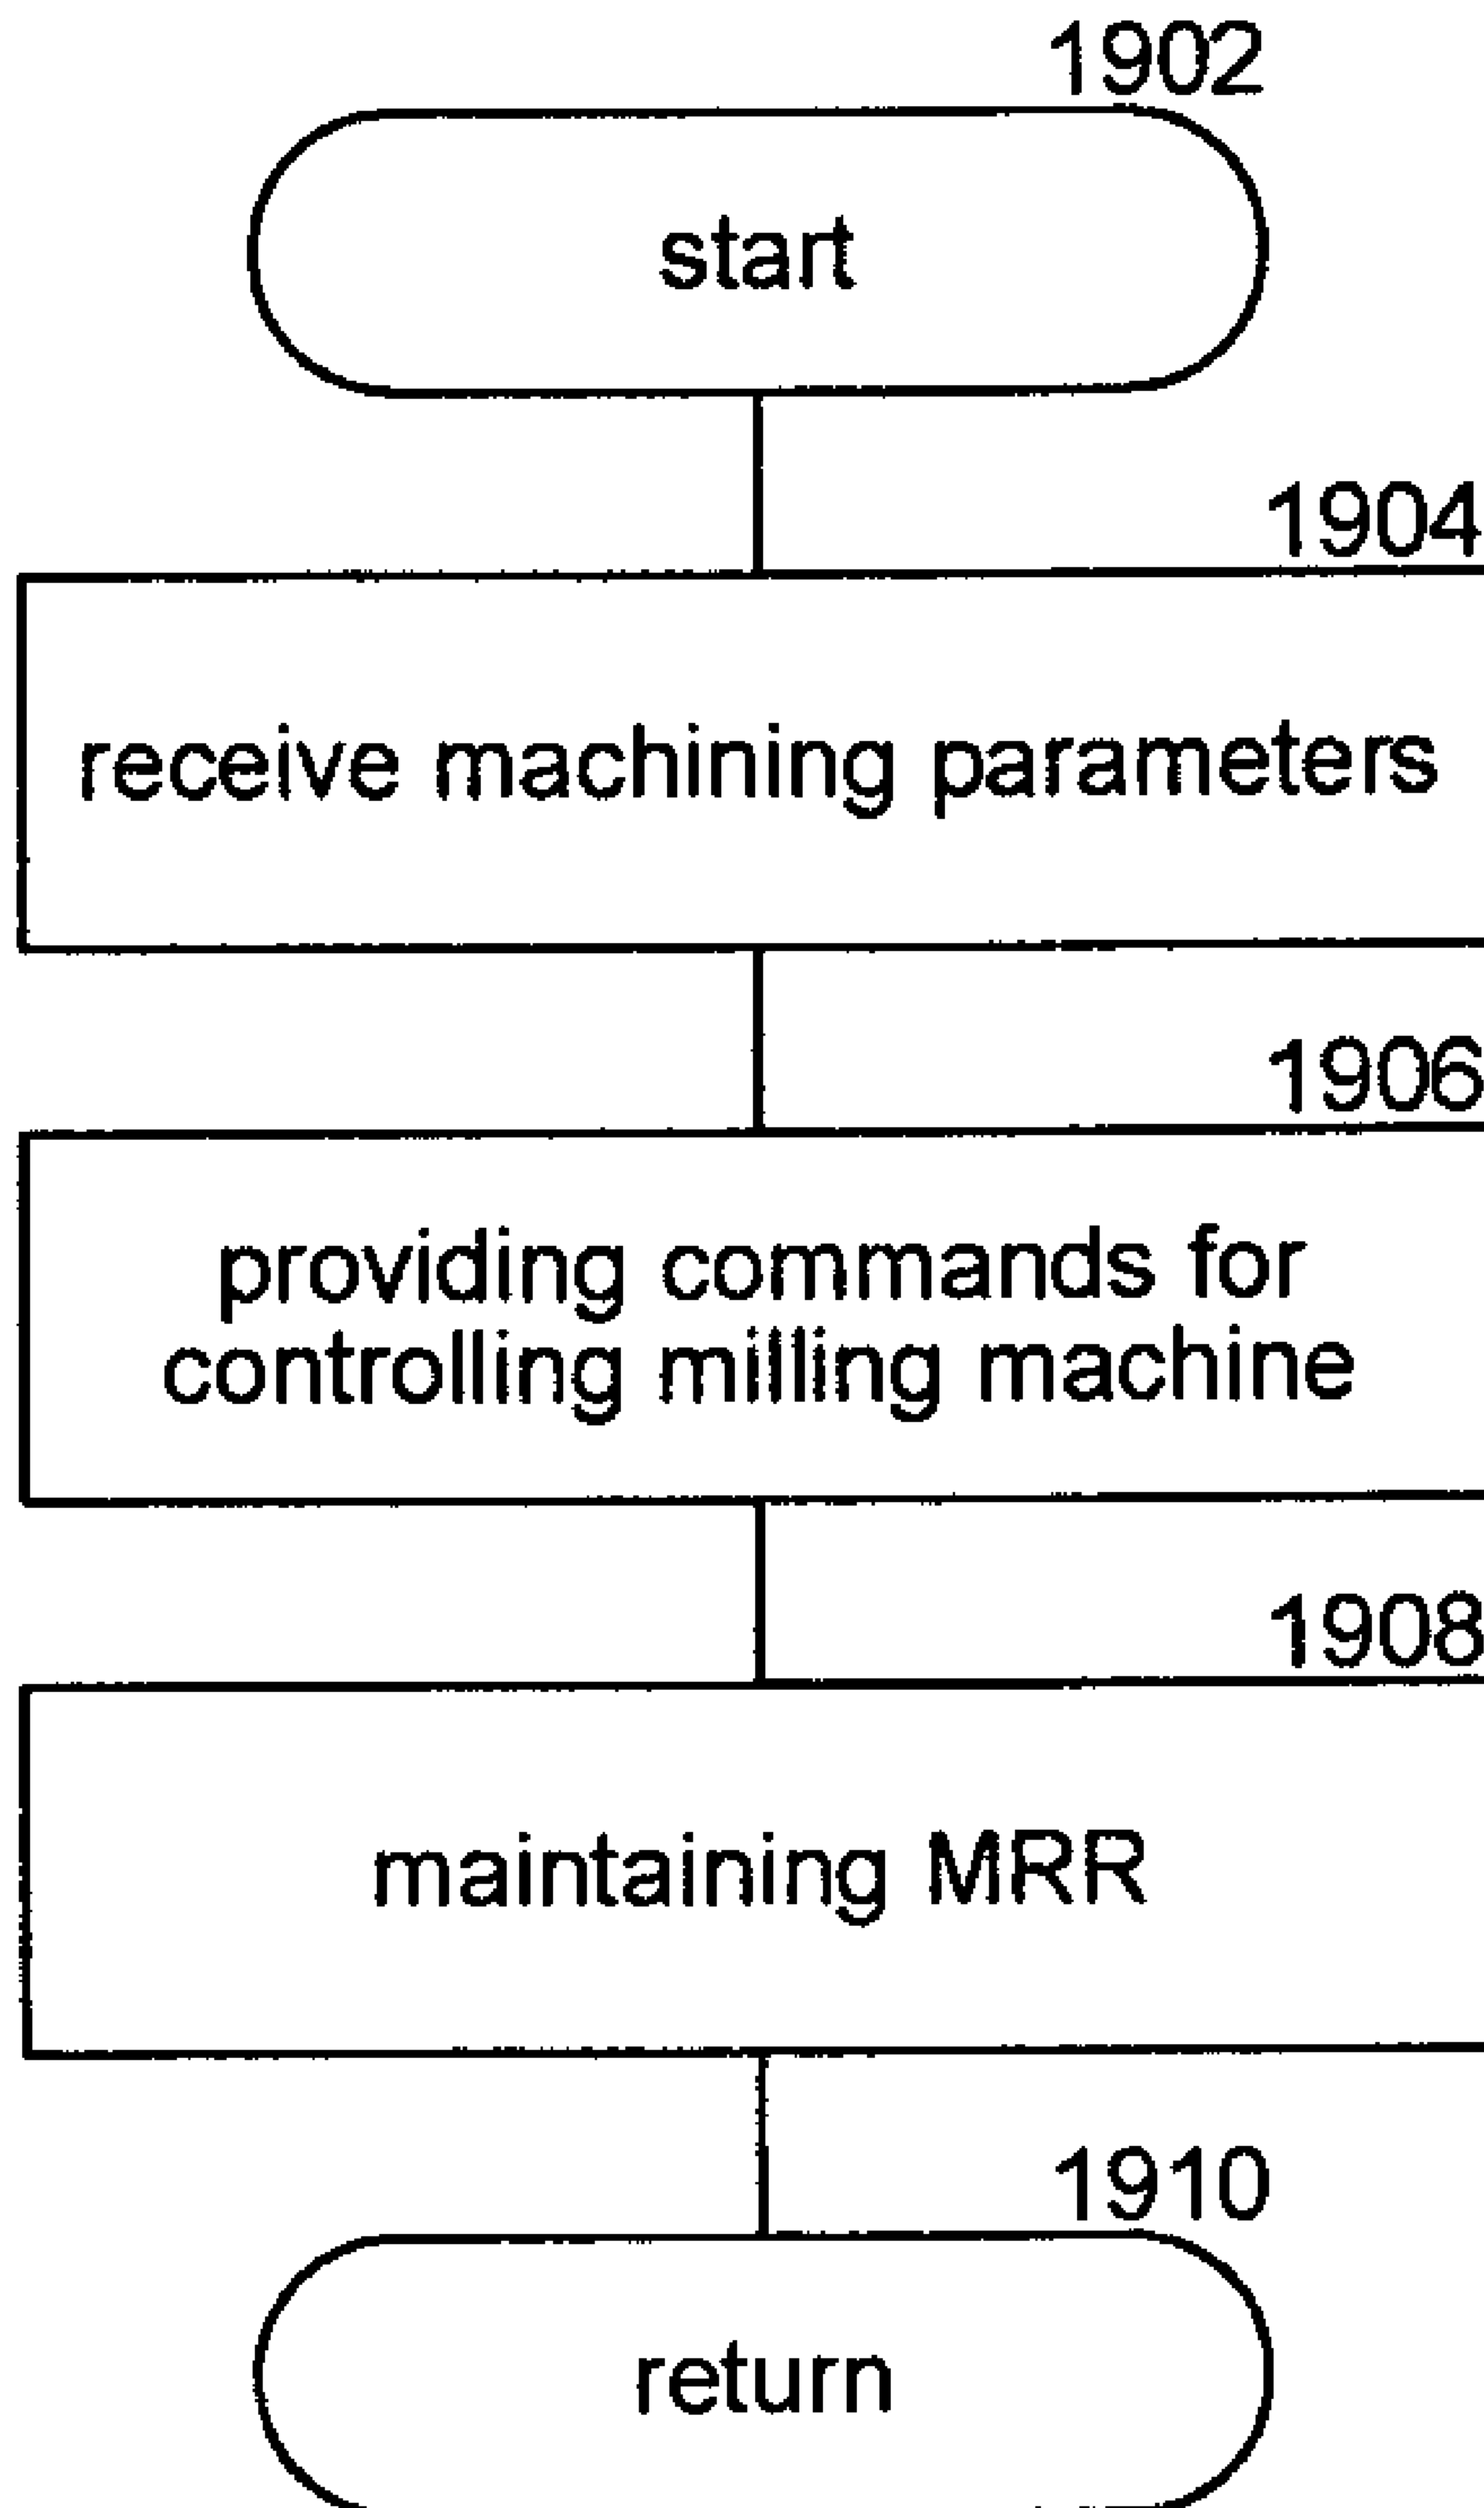 1902
start
1904
receive machining parameters
1906
providing commands for
controlling milling machine
1908
maintaining MRR
1910
return